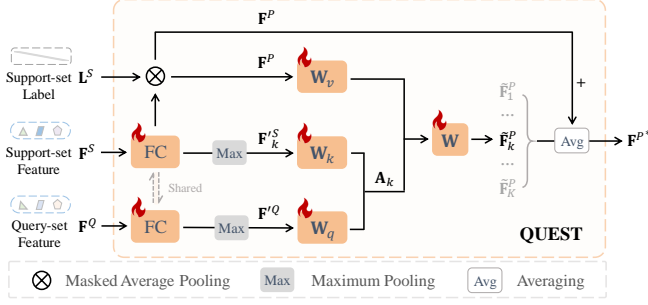 F^P
Support-set
Label
L^S
F^P
W_v
F̃_1^P
+
Support-set
Feature
F^S
FC
Max
F'_k^S
W_k
W
F̃_k^P
Avg
F^{P*}
...
...
Shared
A_k
F̃_K^P
Query-set
Feature
F^Q
FC
Max
F'^Q
W_q
QUEST
Masked Average Pooling
Max
Maximum Pooling
Avg
Averaging